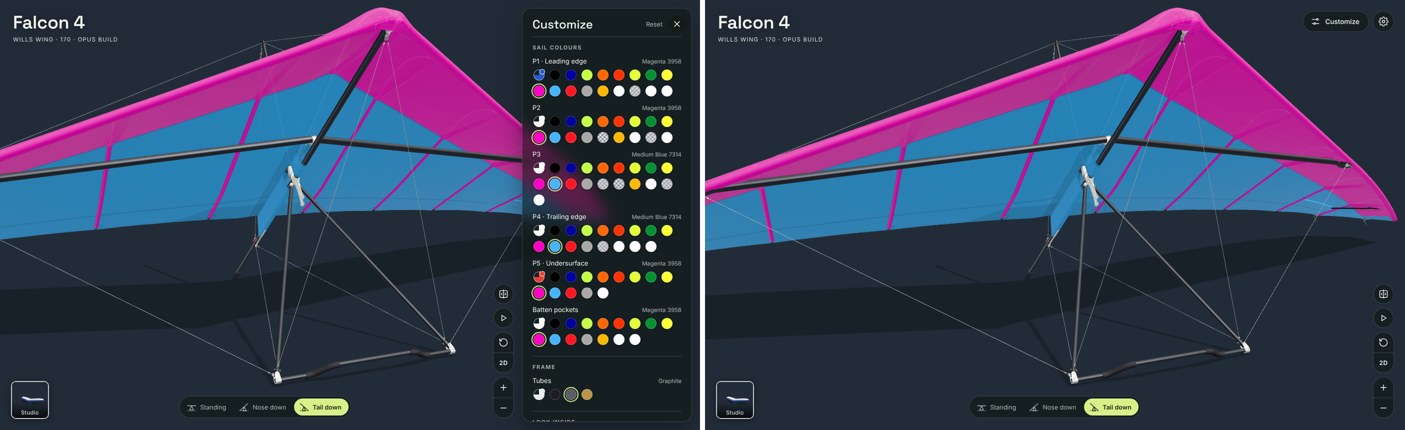 Falcon 4
WILLS WING · 170 · OPUS BUILD
Customize
Reset
SAIL COLOURS
P1 · Leading edge
Magenta 3958
P2
Magenta 3958
P3
Medium Blue 7314
P4 · Trailing edge
Medium Blue 7314
P5 · Undersurface
Magenta 3958
Batten pockets
Magenta 3958
FRAME
Tubes
Graphite
LOOK INSIDE
2D
Studio
Standing
Nose down
Tail down
Falcon 4
WILLS WING · 170 · OPUS BUILD
Customize
2D
Studio
Standing
Nose down
Tail down